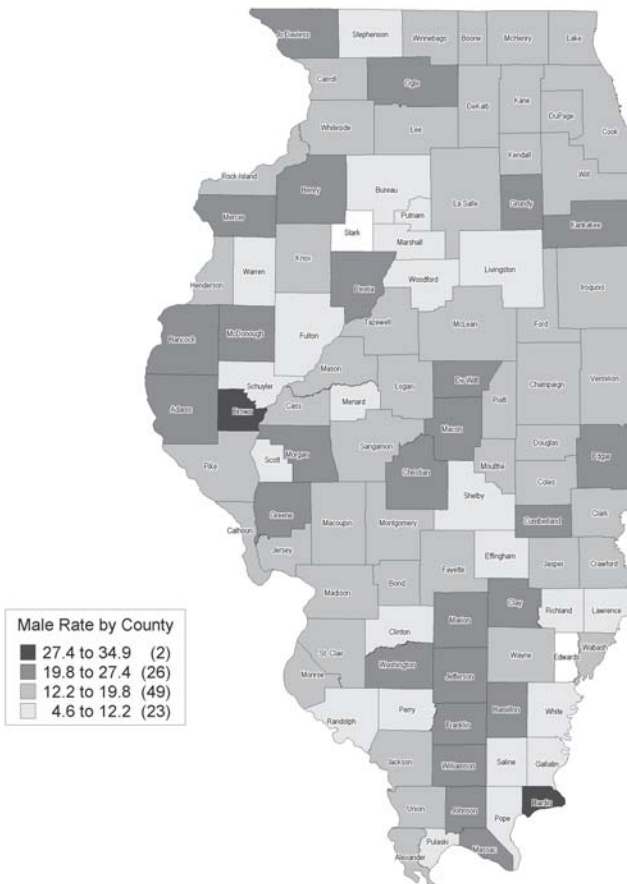 Jo Daviess
Stephenson
Winnebago
Boone
McHenry
Lake
Carroll
Ogle
DeKalb
Kane
DuPage
Cook
Whiteside
Lee
Kendall
Will
Rock Island
Henry
Bureau
La Salle
Grundy
Putnam
Mercer
Kankakee
Stark
Marshall
Knox
Livingston
Warren
Peoria
Woodford
Henderson
Iroquois
Tazewell
McLean
Ford
Fulton
Hancock
McDonough
Mason
Schuyler
Logan
De Witt
Champaign
Vermilion
Piatt
Adams
Brown
Cass
Menard
Macon
Sangamon
Douglas
Morgan
Scott
Christian
Moultrie
Edgar
Pike
Coles
Shelby
Greene
Macoupin
Montgomery
Cumberland
Clark
Calhoun
Jersey
Effingham
Fayette
Jasper
Crawford
Madison
Bond
Clay
Richland
Lawrence
Marion
Clinton
St. Clair
Wayne
Edwards
Wabash
Washington
Monroe
Jefferson
Randolph
Perry
Hamilton
White
Franklin
Jackson
Williamson
Saline
Gallatin
Union
Johnson
Pope
Hardin
Alexander
Pulaski
Massac
Male Rate by County
27.4 to 34.9 (2)
19.8 to 27.4 (26)
12.2 to 19.8 (49)
4.6 to 12.2 (23)